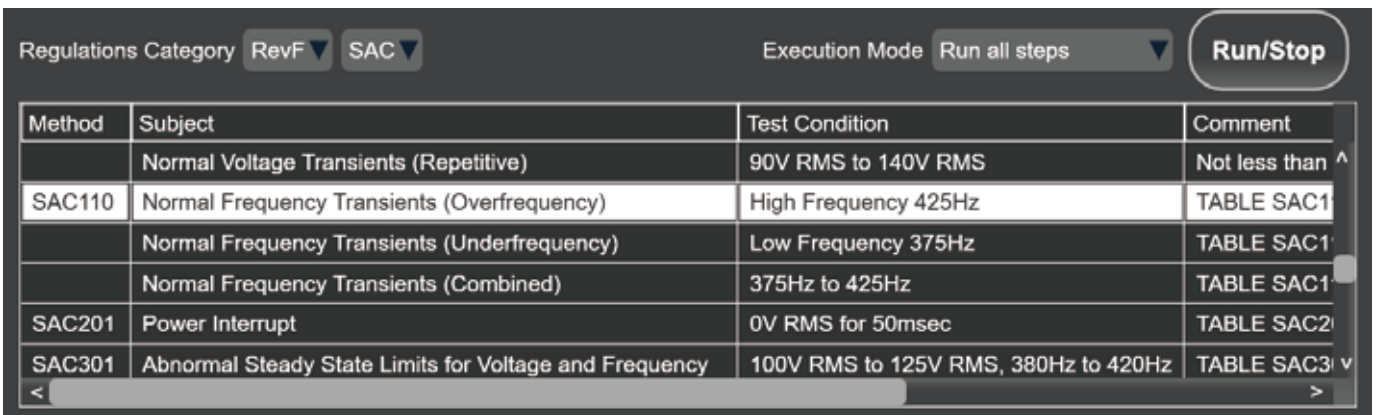 Regulations Category RevF SAC Execution Mode Run all steps Run/Stop
Method Subject Test Condition Comment
Normal Voltage Transients (Repetitive) 90V RMS to 140V RMS Not less than
SAC110 Normal Frequency Transients (Overfrequency) High Frequency 425Hz TABLE SAC1
Normal Frequency Transients (Underfrequency) Low Frequency 375Hz TABLE SAC1
Normal Frequency Transients (Combined) 375Hz to 425Hz TABLE SAC1
SAC201 Power Interrupt 0V RMS for 50msec TABLE SAC2
SAC301 Abnormal Steady State Limits for Voltage and Frequency 100V RMS to 125V RMS, 380Hz to 420Hz TABLE SAC3